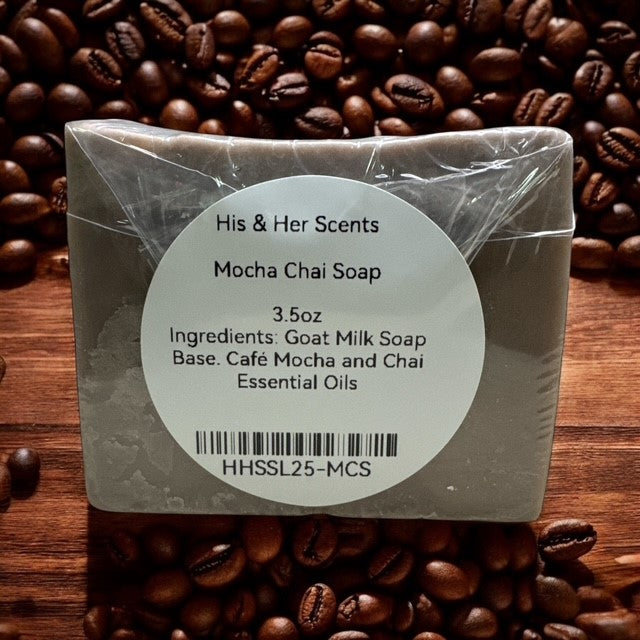 His & Her Scents
Mocha Chai Soap
3.5oz
Ingredients: Goat Milk Soap
Base. Café Mocha and Chai
Essential Oils
HHSSL25-MCS